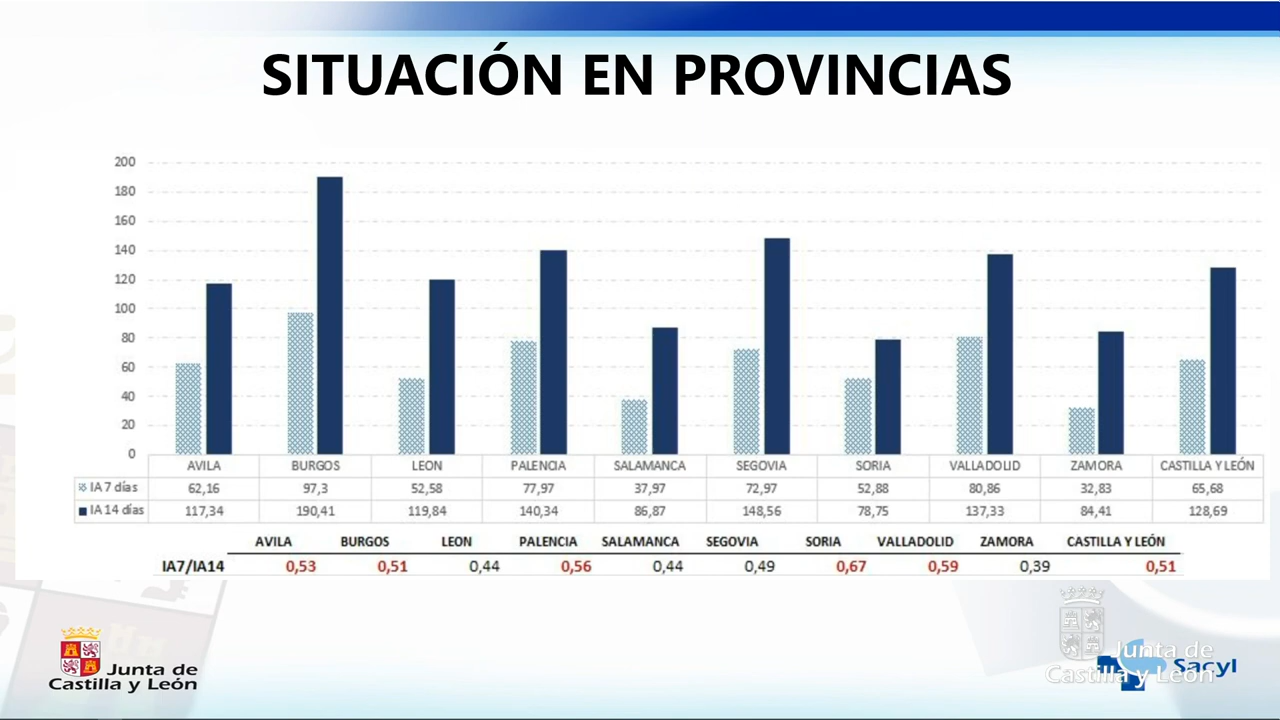 SITUACIÓN EN PROVINCIAS
200
180
160
140
120
100
80
60
40
20
0
AVILA BURGOS LEON PALENCIA SALAMANCA SEGOVIA SORIA VALLADOLID ZAMORA CASTILLA Y LEÓN
IA 7 días 62,16 97,3 52,58 77,97 37,97 72,97 52,88 80,86 32,83 65,68
IA 14 días 117,34 190,41 119,84 140,34 86,87 148,56 78,75 137,33 84,41 128,69
AVILA BURGOS LEON PALENCIA SALAMANCA SEGOVIA SORIA VALLADOLID ZAMORA CASTILLA Y LEÓN
IA7/IA14 0,53 0,51 0,44 0,56 0,44 0,49 0,67 0,59 0,39 0,51
Junta de
Castilla y León
Junta de
Castilla y León
Sacyl